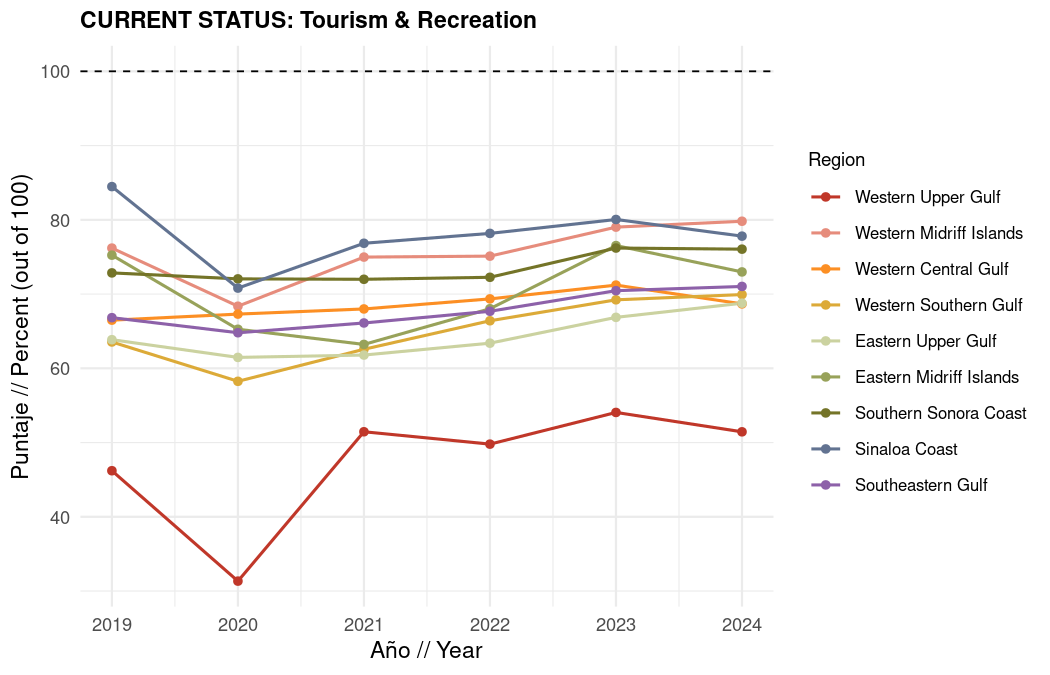 CURRENT STATUS: Tourism & Recreation
Puntaje // Percent (out of 100)
100
80
60
40
2019 2020 2021 2022 2023 2024
Año // Year
Region
Western Upper Gulf
Western Midriff Islands
Western Central Gulf
Western Southern Gulf
Eastern Upper Gulf
Eastern Midriff Islands
Southern Sonora Coast
Sinaloa Coast
Southeastern Gulf